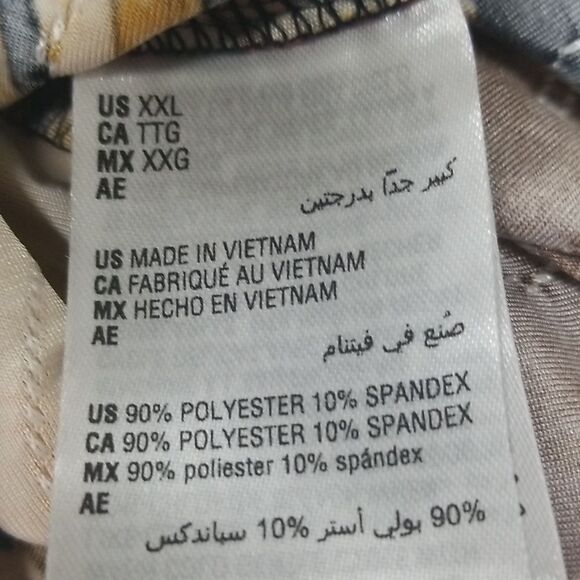 US XXL
CA TTG
MX XXG
AE
كبير جدًا بدرجتين
US MADE IN VIETNAM
CA FABRIQUÉ AU VIETNAM
MX HECHO EN VIETNAM
AE
صُنع في فيتنام
US 90% POLYESTER 10% SPANDEX
CA 90% POLYESTER 10% SPANDEX
MX 90% poliester 10% spándex
AE
90% بولي أستر 10% سباندكس